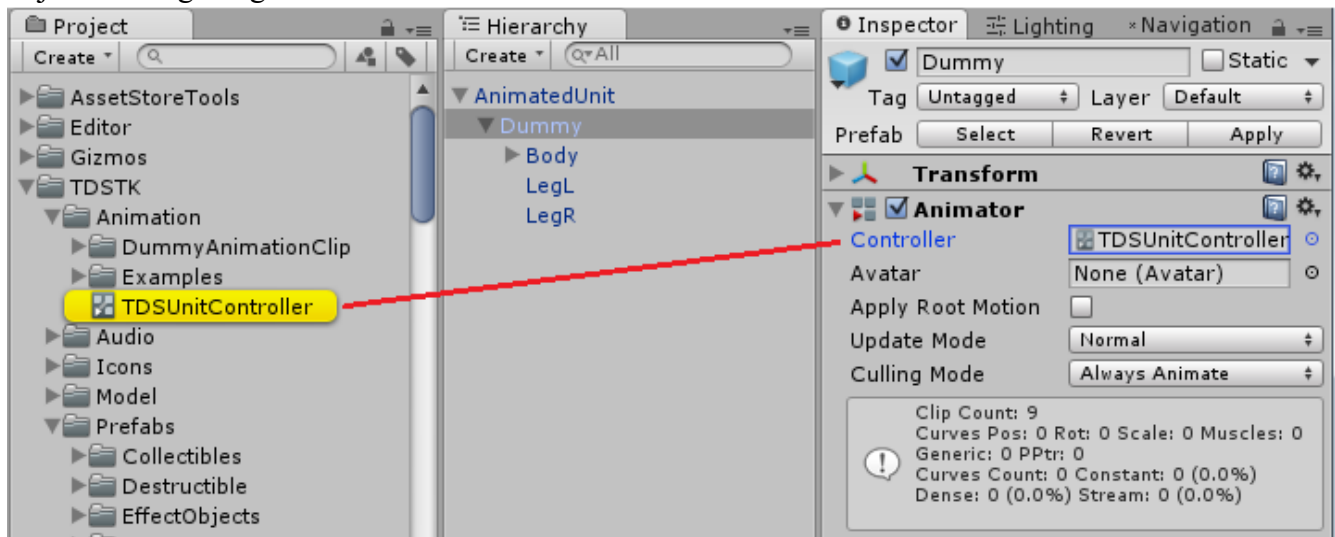 Project
Create
AssetStoreTools
Editor
Gizmos
TDSTK
Animation
DummyAnimationClip
Examples
TDSUnitController
Audio
Icons
Model
Prefabs
Collectibles
Destructible
EffectObjects
Hierarchy
Create All
AnimatedUnit
Dummy
Body
LegL
LegR
Inspector Lighting Navigation
Dummy Static
Tag Untagged Layer Default
Prefab Select Revert Apply
Transform
Animator
Controller TDSUnitController
Avatar None (Avatar)
Apply Root Motion
Update Mode Normal
Culling Mode Always Animate
Clip Count: 9
Curves Pos: 0 Rot: 0 Scale: 0 Muscles: 0
Generic: 0 PPtr: 0
Curves Count: 0 Constant: 0 (0.0%)
Dense: 0 (0.0%) Stream: 0 (0.0%)